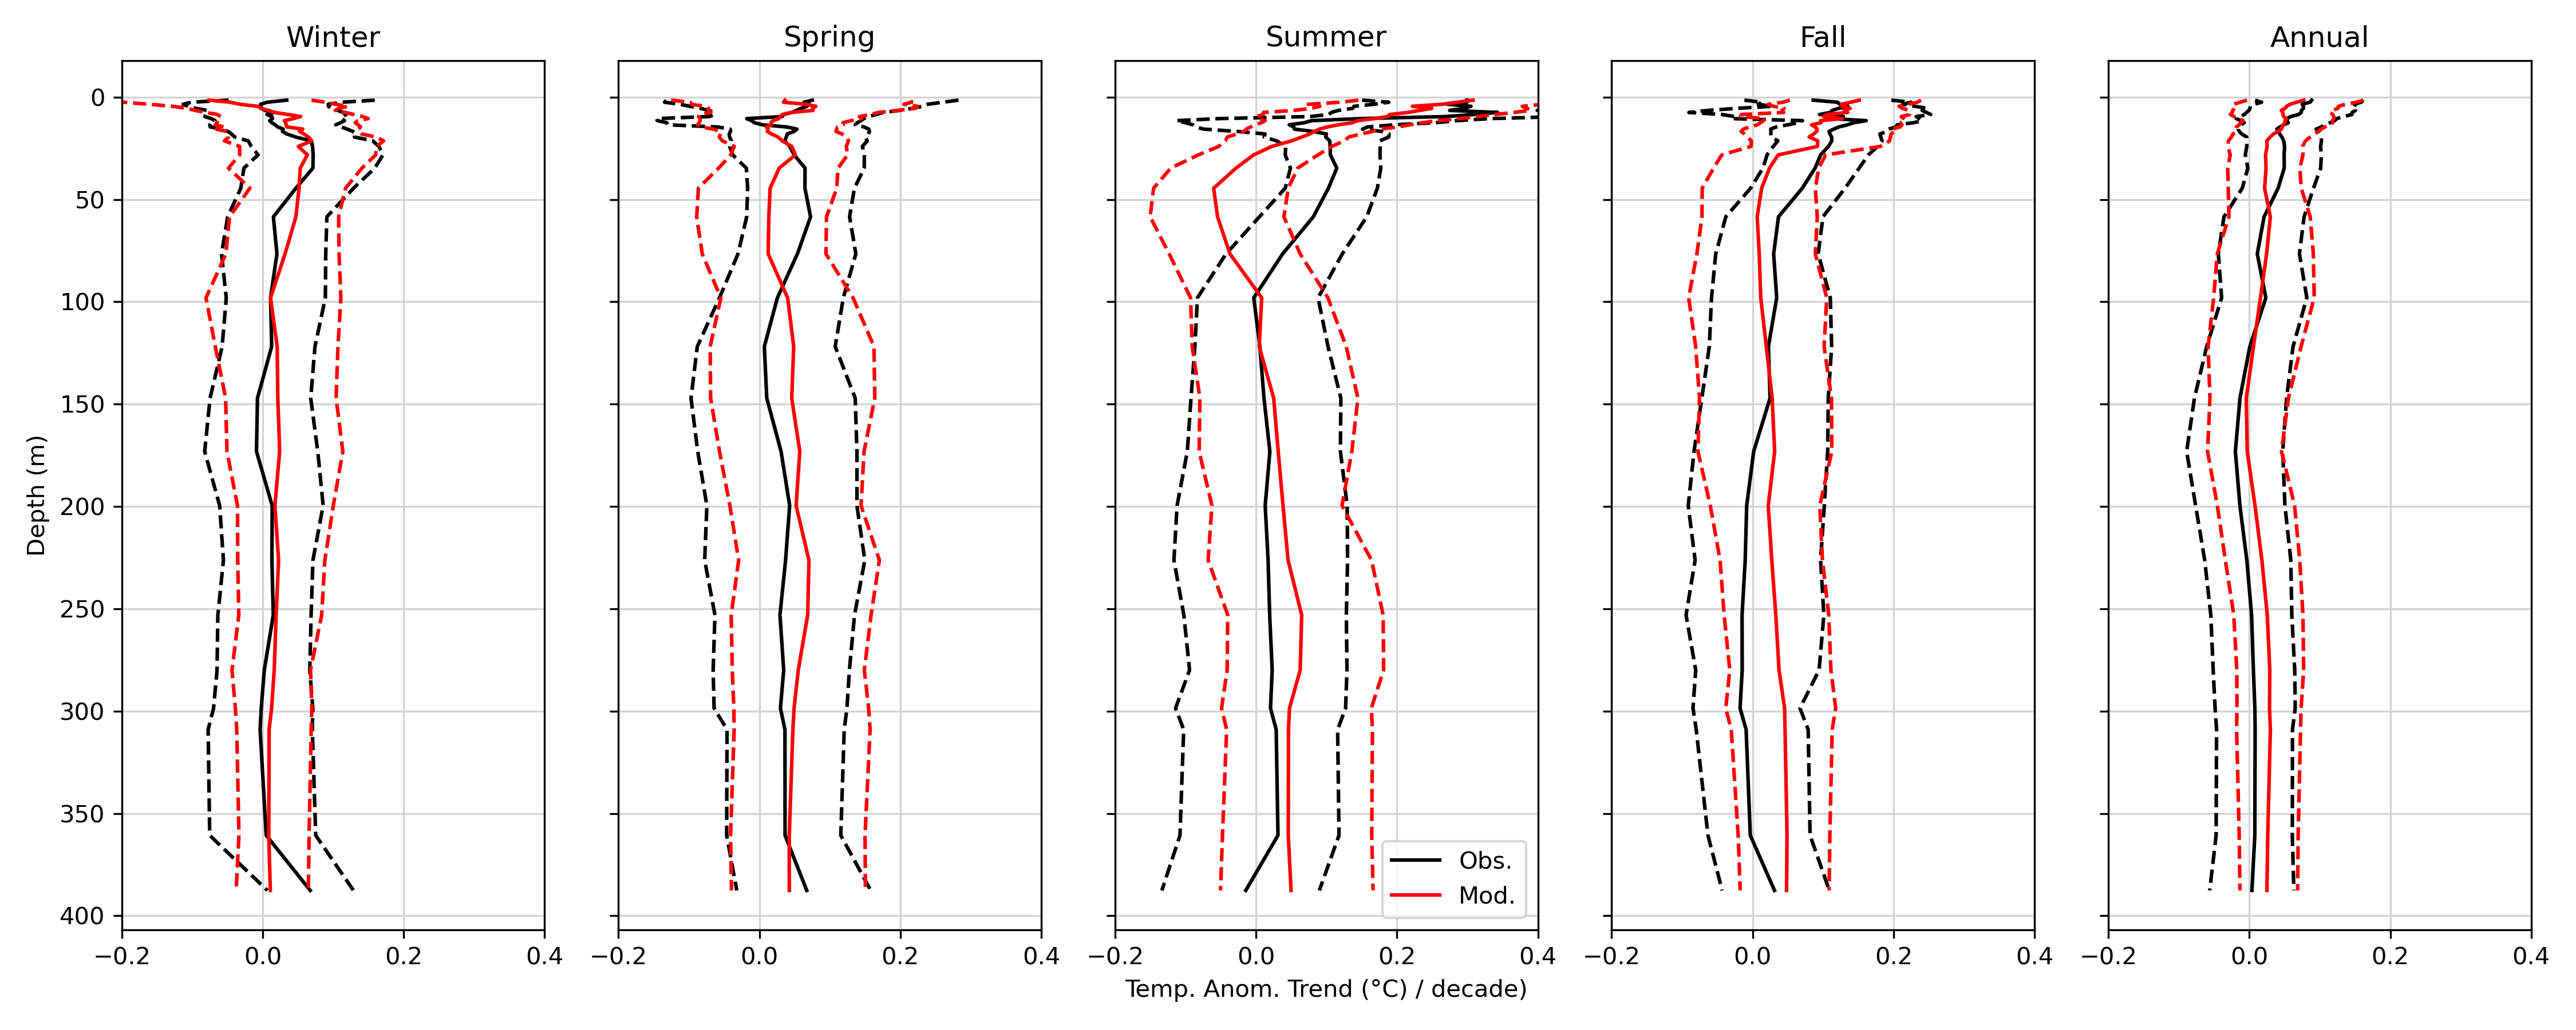 Winter Spring Summer Fall Annual
0
50
100
150
200
250
300
350
400
Depth (m)
−0.2 0.0 0.2 0.4 −0.2 0.0 0.2 0.4 −0.2 0.0 0.2 0.4 −0.2 0.0 0.2 0.4 −0.2 0.0 0.2 0.4
Temp. Anom. Trend (°C) / decade)
Obs.
Mod.